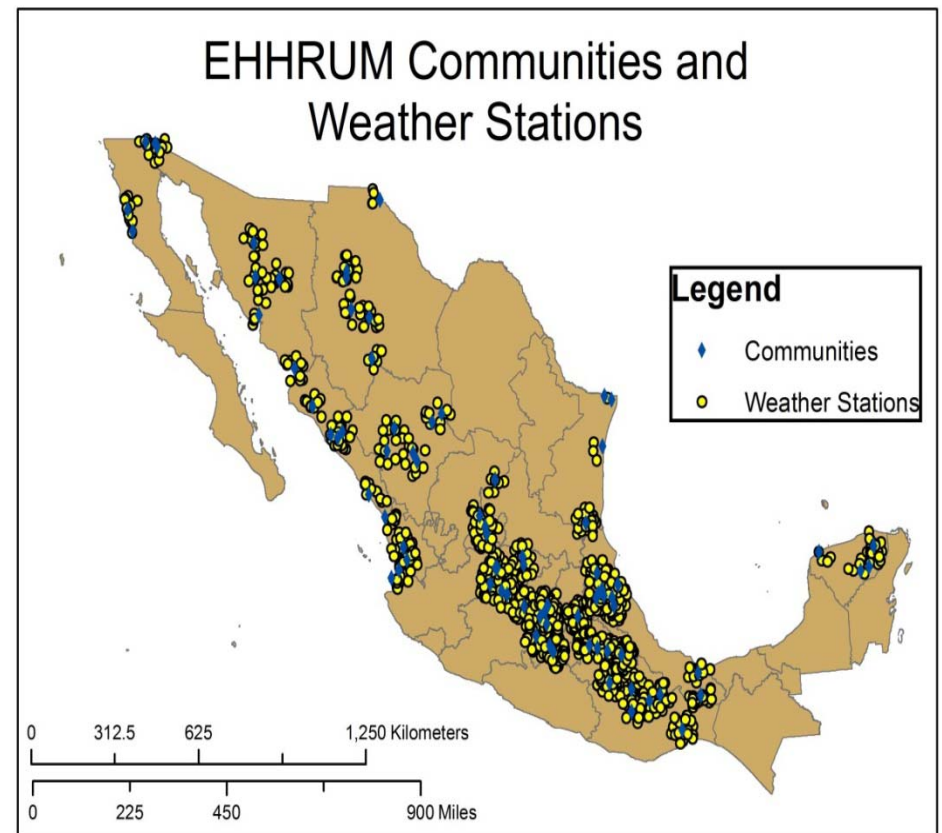 EHHRUM Communities and
Weather Stations
Legend
Communities
Weather Stations
0 312.5 625 1,250 Kilometers
0 225 450 900 Miles